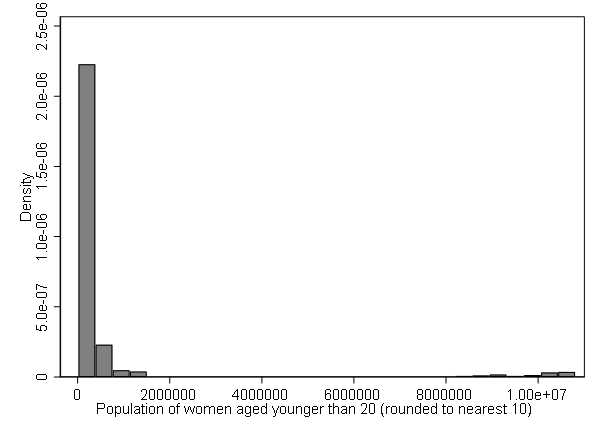 2.5e-06
2.0e-06
1.5e-06
1.0e-06
5.0e-07
0
Density
0 2000000 4000000 6000000 8000000 1.00e+07
Population of women aged younger than 20 (rounded to nearest 10)